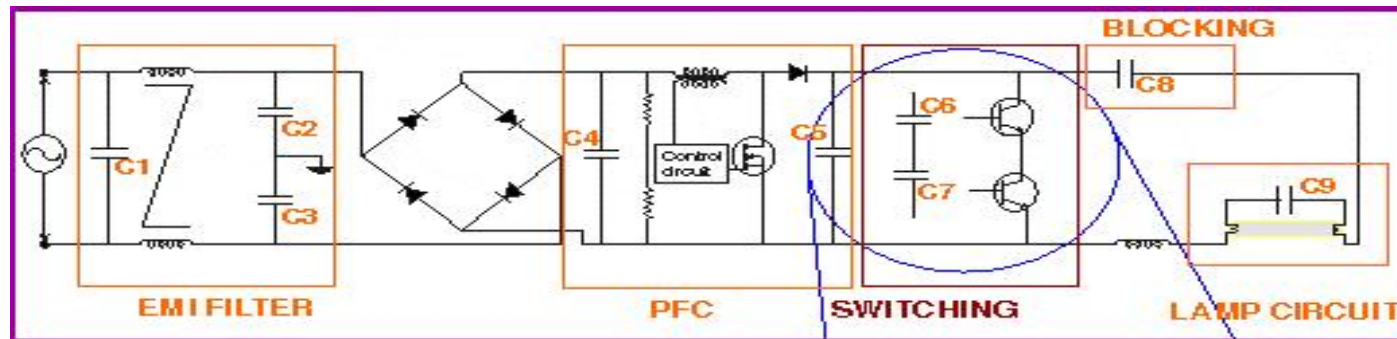 BLOCKING
C8
C6
C2
C4
C5
C1
Control
circuit
C7
C9
C3
EMI FILTER
PFC
SWITCHING
LAMP CIRCUIT